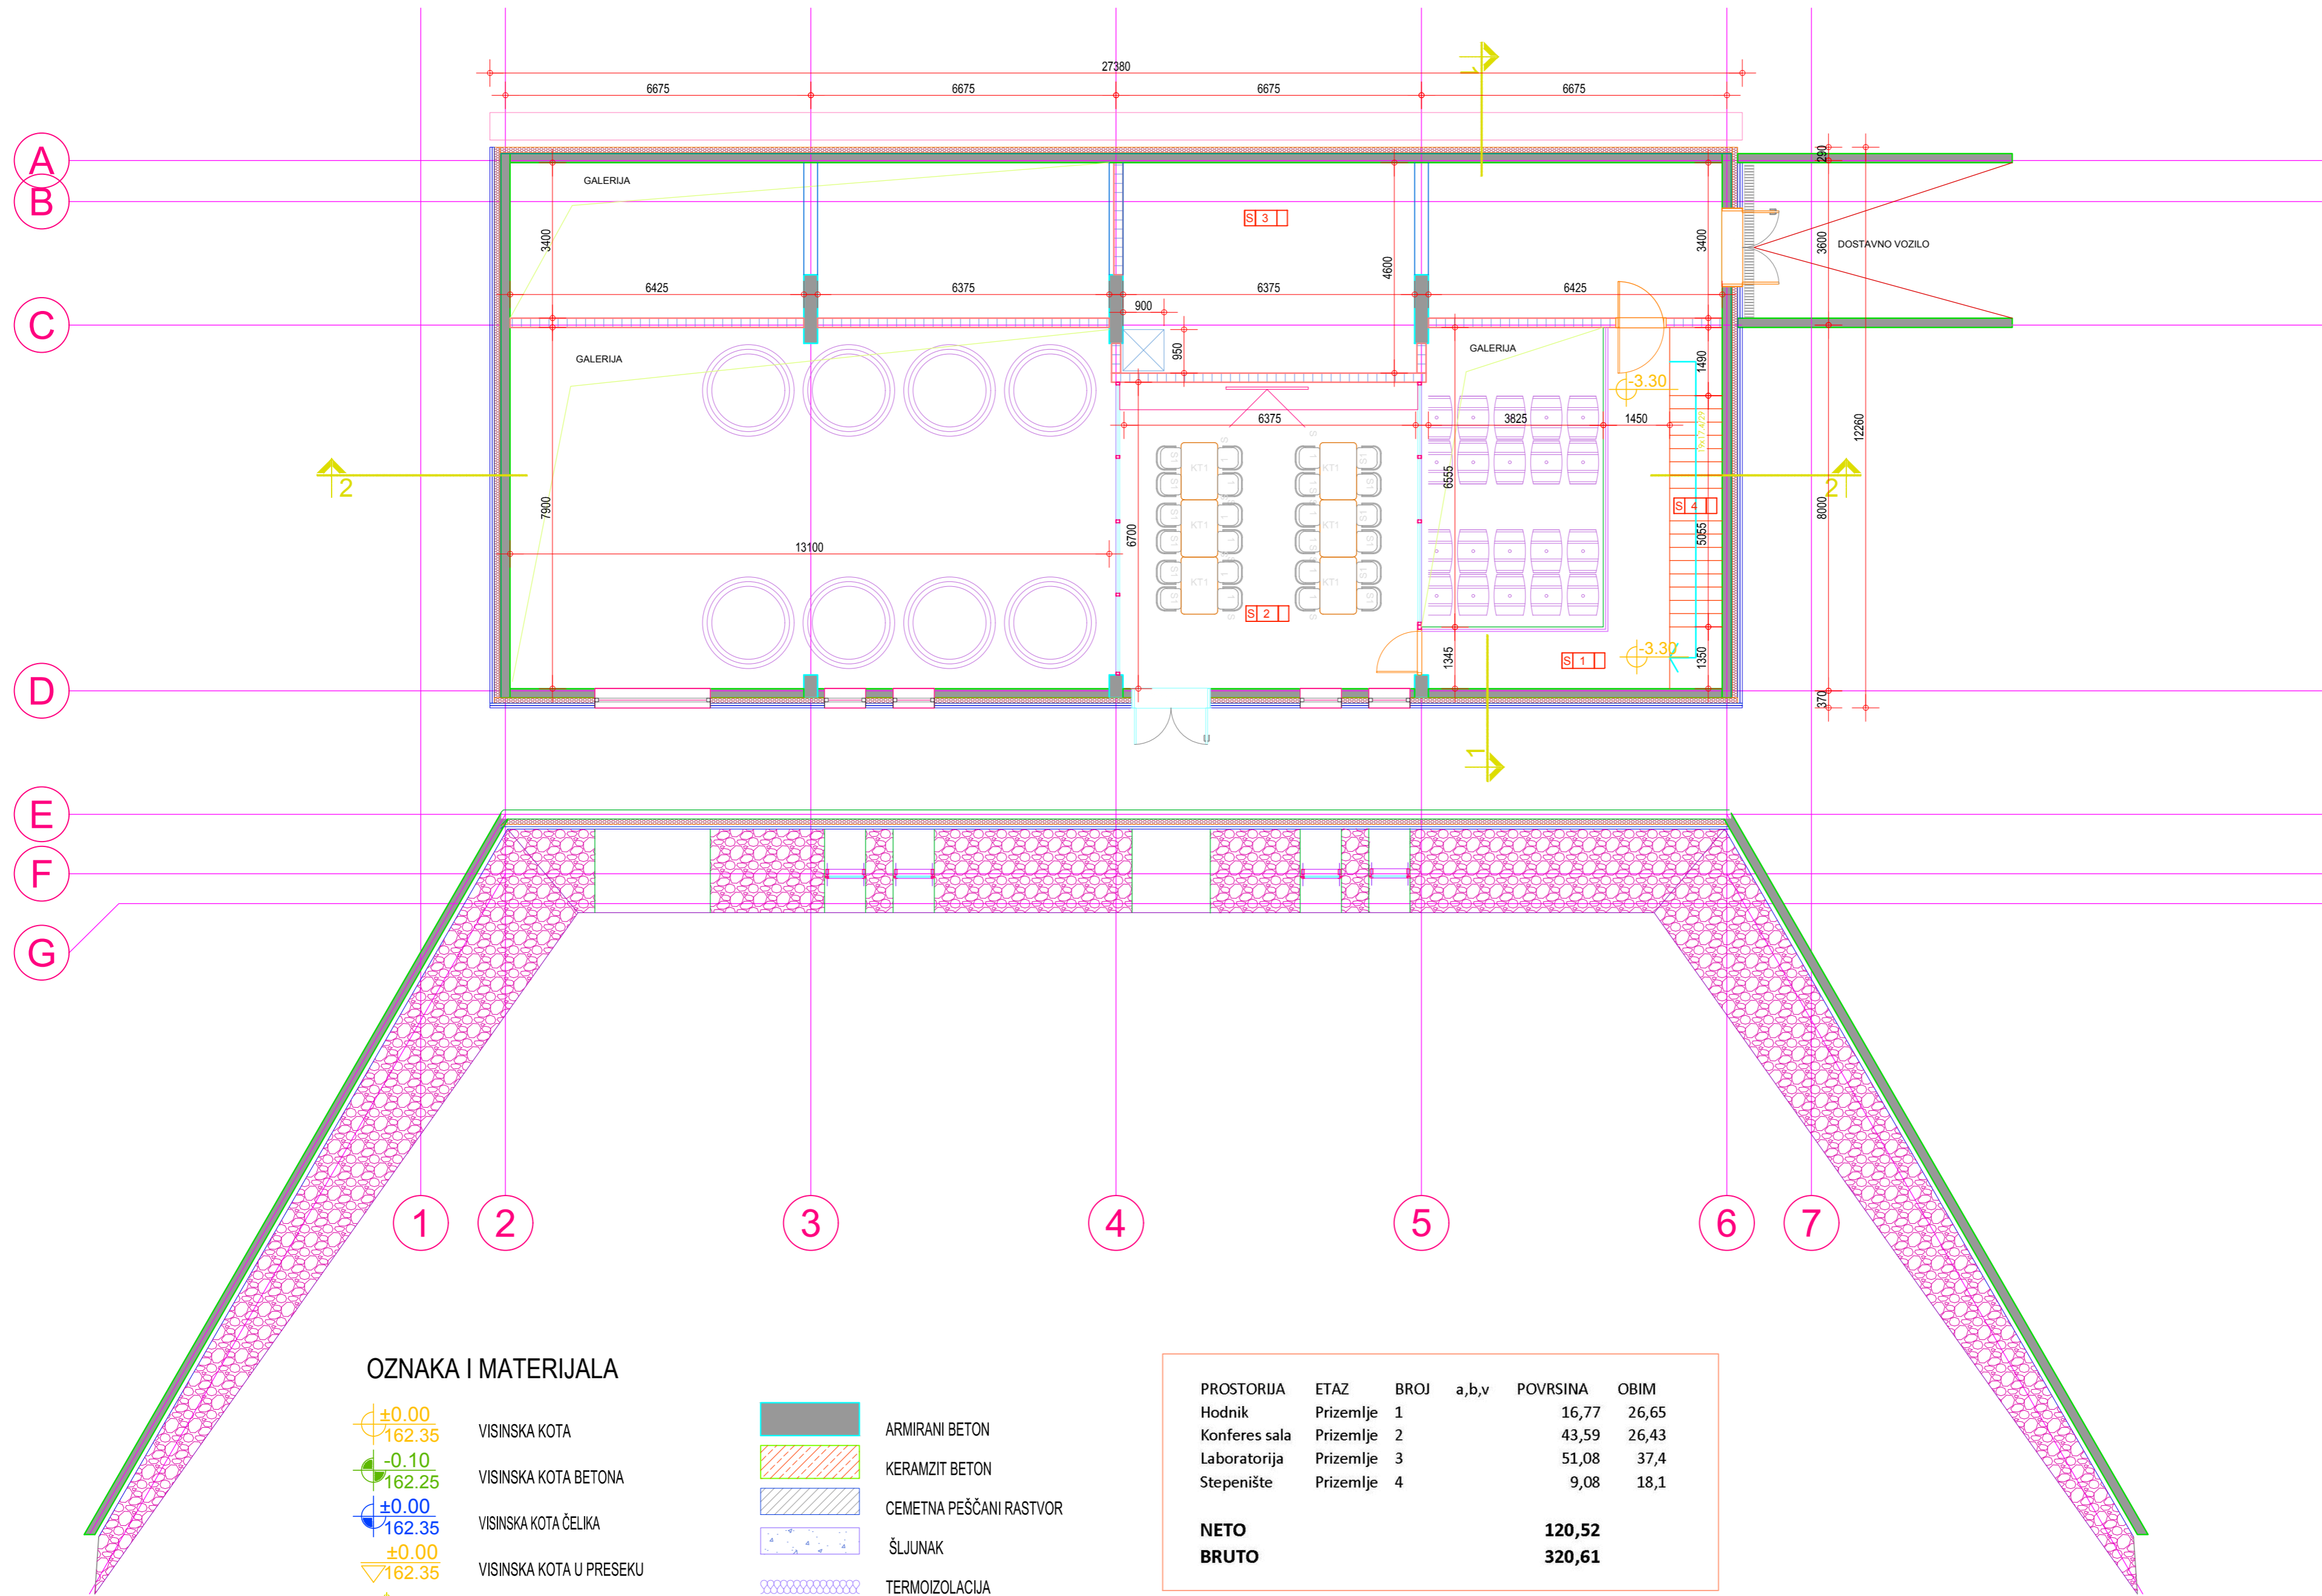 27380
6675 6675 6675 6675
A
B
C
D
E
F
G
GALERIJA
GALERIJA
GALERIJA
S 3
3400
4600
3400
290
3600
DOSTAVNO VOZILO
6425 6375 6375 6425
900
950
1490
-3.30
6375 3825 1450
19x17.4/29
12260
2
2
7900
6555
S 4
8000
5055
13100
6700
KT1 KT1
KT1 KT1
KT1 KT1
S 2
1345
S 1
-3.30
1350
370
1
1 2 3 4 5 6 7
OZNAKA I MATERIJALA
±0.00
162.35
VISINSKA KOTA
-0.10
162.25
VISINSKA KOTA BETONA
±0.00
162.35
VISINSKA KOTA ČELIKA
±0.00
162.35
VISINSKA KOTA U PRESEKU
ARMIRANI BETON
KERAMZIT BETON
CEMETNA PEŠČANI RASTVOR
ŠLJUNAK
TERMOIZOLACIJA
PROSTORIJA ETAZ BROJ a,b,v POVRSINA OBIM
Hodnik Prizemlje 1 16,77 26,65
Konferes sala Prizemlje 2 43,59 26,43
Laboratorija Prizemlje 3 51,08 37,4
Stepenište Prizemlje 4 9,08 18,1
NETO 120,52
BRUTO 320,61